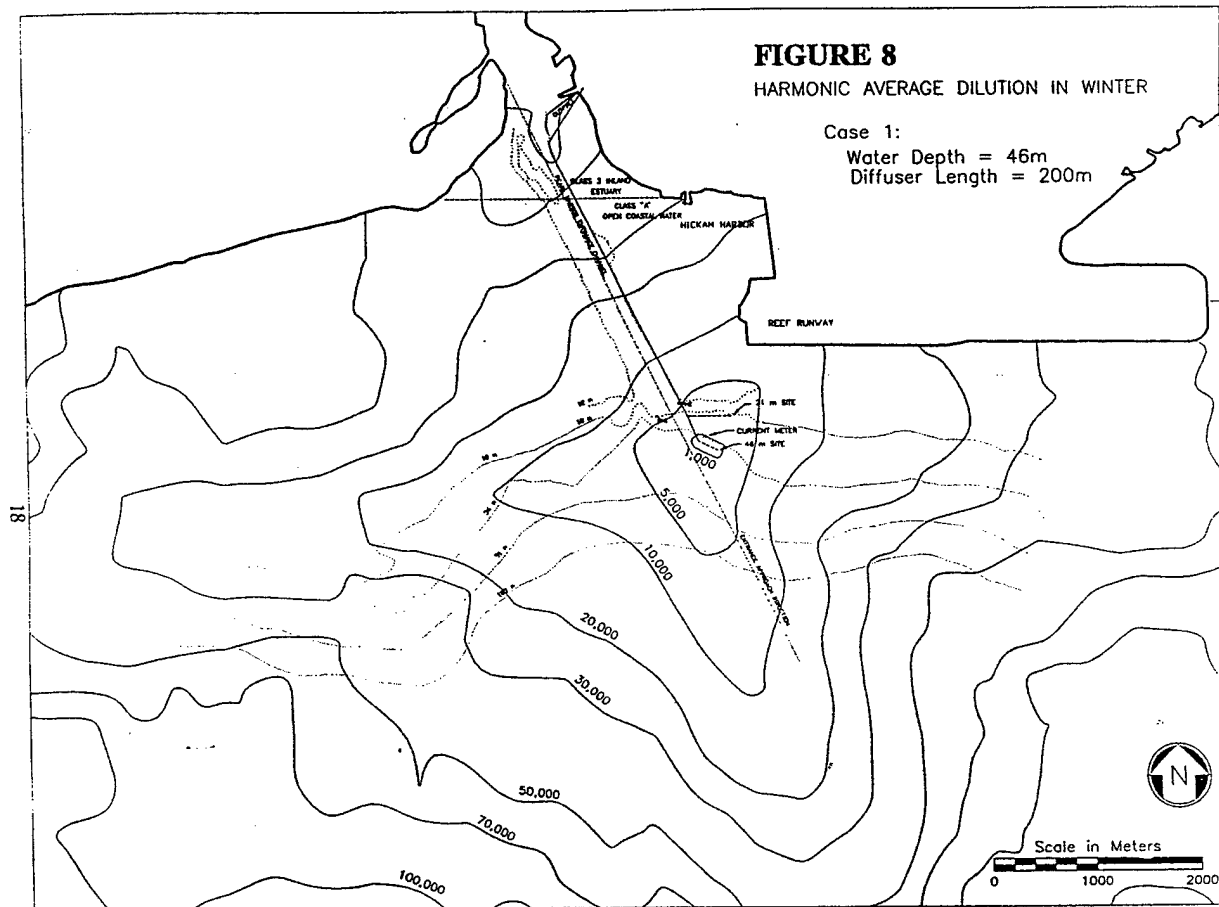 FIGURE 8
HARMONIC AVERAGE DILUTION IN WINTER
Case 1:
Water Depth = 46m
Diffuser Length = 200m
CLASS 2 INLAND
ESTUARY
CLASS "A"
OPEN COASTAL WATER
HICKAM HARBOR
REEF RUNWAY
21 m SITE
CURRENT METER
46 m SITE
1,000
5,000
10,000
20,000
30,000
50,000
70,000
100,000
18
N
Scale in Meters
0 1000 2000